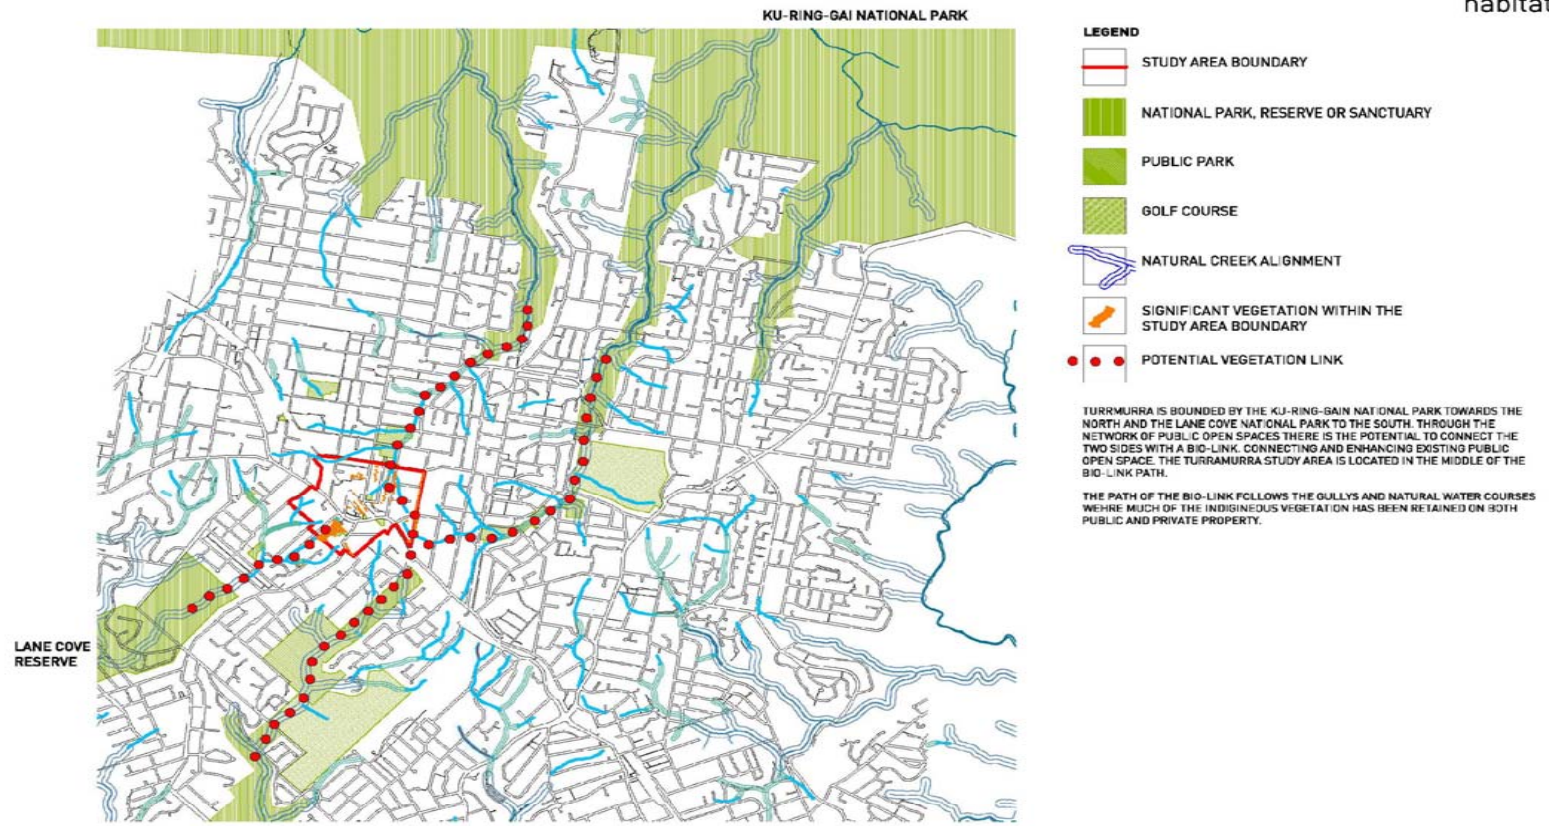 habitat
KU-RING-GAI NATIONAL PARK
LEGEND
STUDY AREA BOUNDARY
NATIONAL PARK, RESERVE OR SANCTUARY
PUBLIC PARK
GOLF COURSE
NATURAL CREEK ALIGNMENT
SIGNIFICANT VEGETATION WITHIN THE
STUDY AREA BOUNDARY
POTENTIAL VEGETATION LINK
TURRMURRA IS BOUNDED BY THE KU-RING-GAIN NATIONAL PARK TOWARDS THE
NORTH AND THE LANE COVE NATIONAL PARK TO THE SOUTH. THROUGH THE
NETWORK OF PUBLIC OPEN SPACES THERE IS THE POTENTIAL TO CONNECT THE
TWO SIDES WITH A BIO-LINK. CONNECTING AND ENHANCING EXISTING PUBLIC
OPEN SPACE. THE TURRAMURRA STUDY AREA IS LOCATED IN THE MIDDLE OF THE
BIO-LINK PATH.
THE PATH OF THE BIO-LINK FOLLOWS THE GULLYS AND NATURAL WATER COURSES
WEHRE MUCH OF THE INDIGINEOUS VEGETATION HAS BEEN RETAINED ON BOTH
PUBLIC AND PRIVATE PROPERTY.
LANE COVE
RESERVE